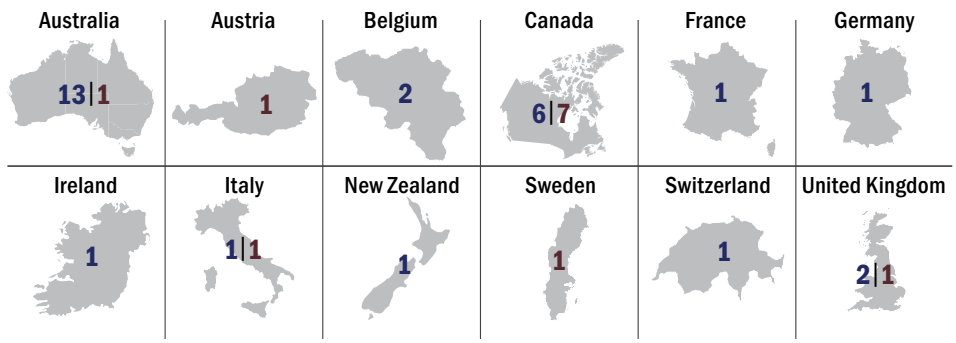 Australia
13|1
Austria
1
Belgium
2
Canada
6|7
France
1
Germany
1
Ireland
1
Italy
1|1
New Zealand
1
Sweden
1
Switzerland
1
United Kingdom
2|1